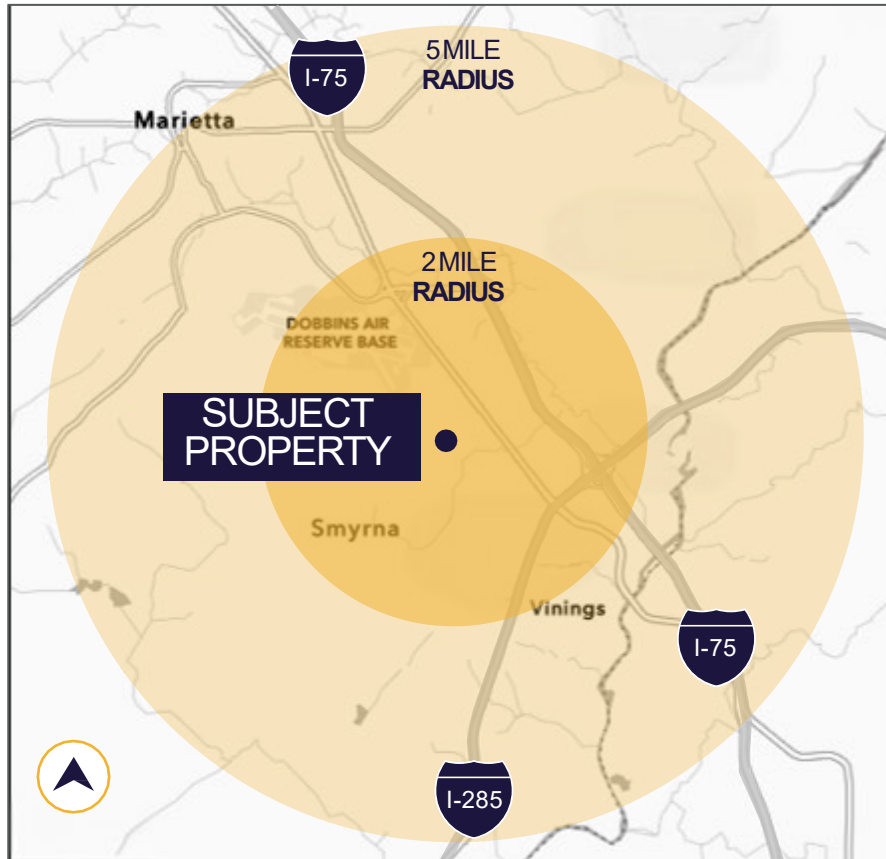 5 MILE
RADIUS
I-75
Marietta
2 MILE
RADIUS
DOBBINS AIR
RESERVE BASE
SUBJECT
PROPERTY
Smyrna
Vinings
I-75
I-285